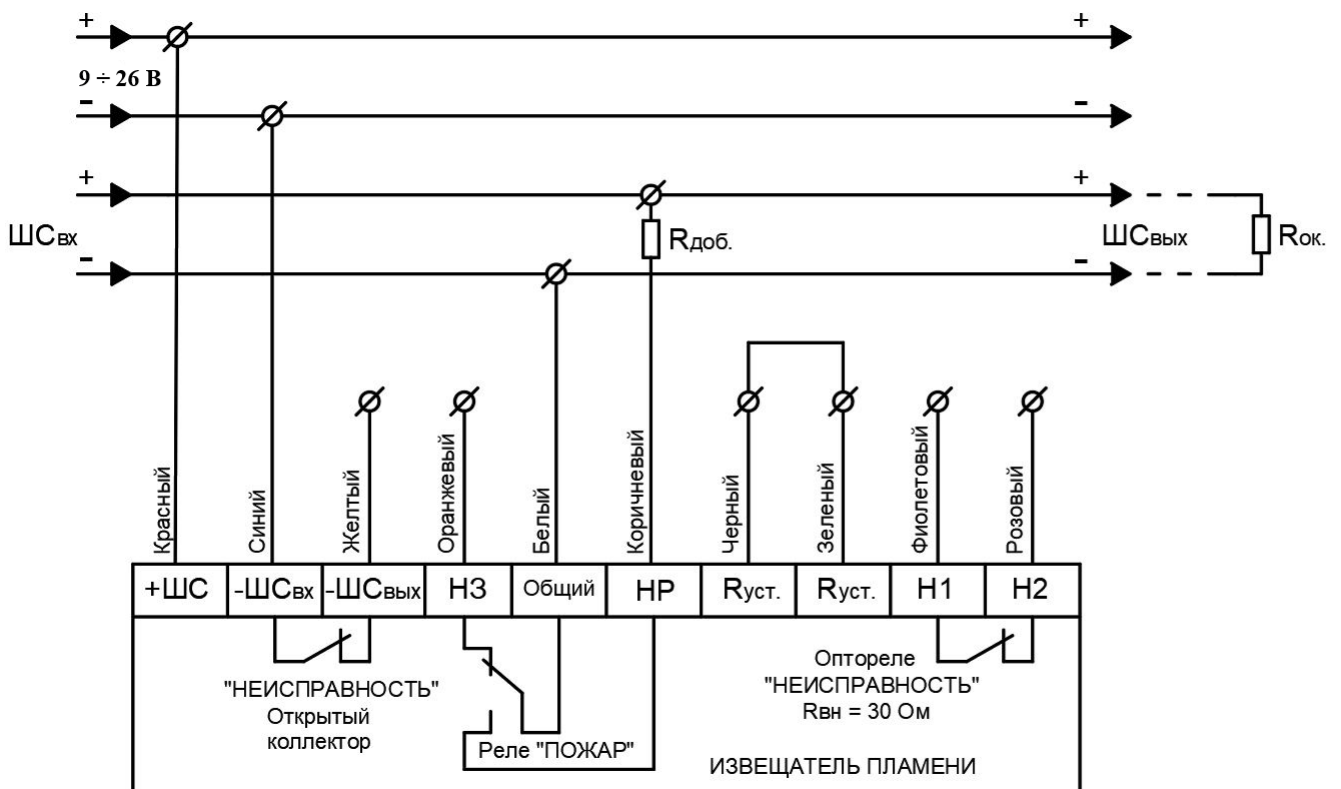 + +
9 ÷ 26 В
- -
+ +
ШСвх Rдоб. ШСвых Rок.
- -
Красный
Синий
Желтый
Оранжевый
Белый
Коричневый
Черный
Зеленый
Фиолетовый
Розовый
+ШС -ШСвх -ШСвых НЗ Общий НР Rуст. Rуст. Н1 Н2
"НЕИСПРАВНОСТЬ"
Открытый
коллектор
Реле "ПОЖАР"
Оптореле
"НЕИСПРАВНОСТЬ"
Rвн = 30 Ом
ИЗВЕЩАТЕЛЬ ПЛАМЕНИ